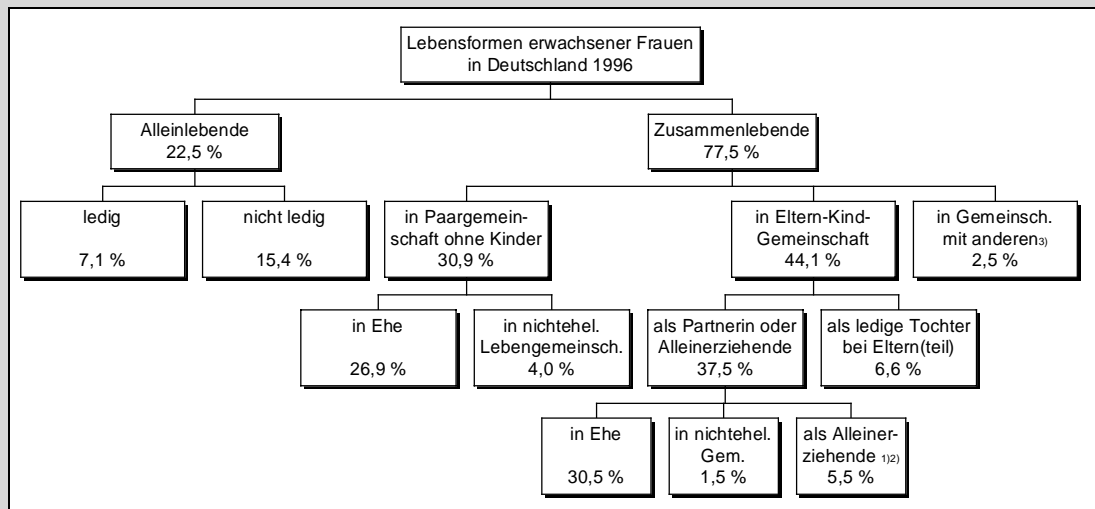 Lebensformen erwachsener Frauen
in Deutschland 1996
Alleinlebende
22,5 %
Zusammenlebende
77,5 %
ledig
7,1 %
nicht ledig
15,4 %
in Paargemein-
schaft ohne Kinder
30,9 %
in Eltern-Kind-
Gemeinschaft
44,1 %
in Gemeinsch.
mit anderen3)
2,5 %
in Ehe
26,9 %
in nichtehel.
Lebengemeinsch.
4,0 %
als Partnerin oder
Alleinerziehende
37,5 %
als ledige Tochter
bei Eltern(teil)
6,6 %
in Ehe
30,5 %
in nichtehel.
Gem.
1,5 %
als Alleiner-
ziehende 1)2)
5,5 %